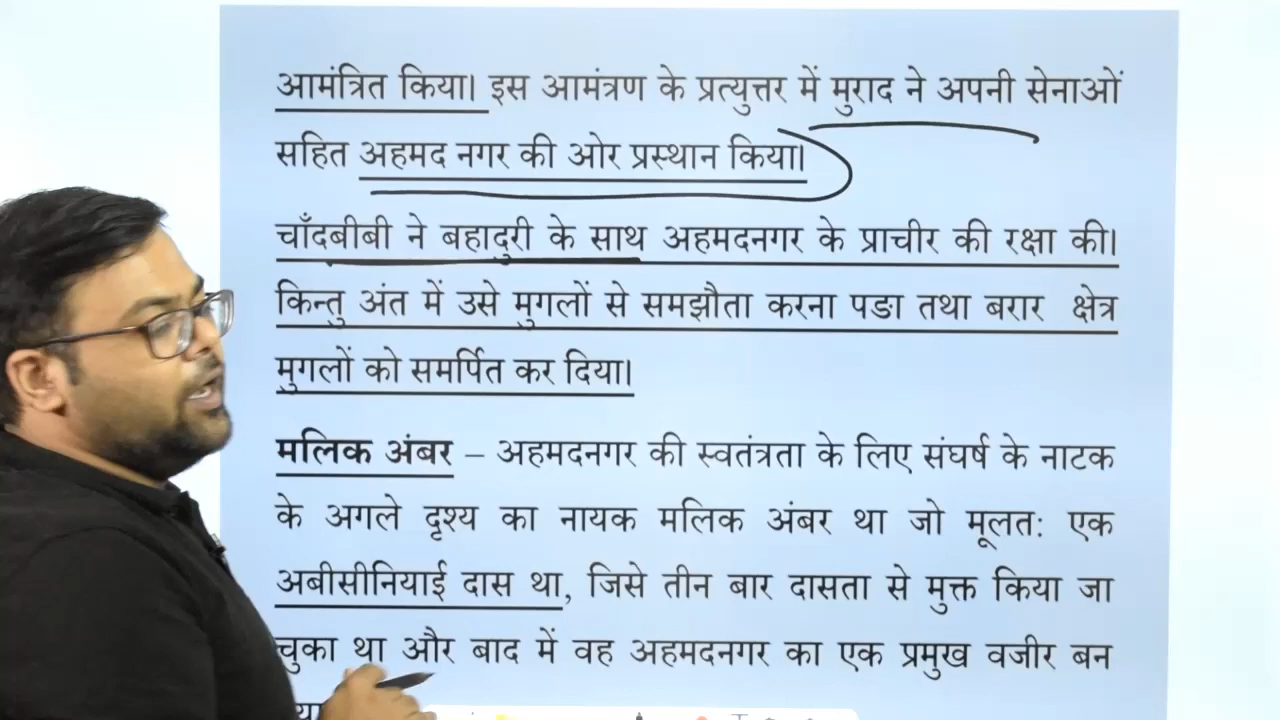 आमंत्रित किया। इस आमंत्रण के प्रत्युत्तर में मुराद ने अपनी सेनाओं
सहित अहमद नगर की ओर प्रस्थान किया।
चाँदबीबी ने बहादुरी के साथ अहमदनगर के प्राचीर की रक्षा की।
किन्तु अंत में उसे मुगलों से समझौता करना पडा तथा बरार क्षेत्र
मुगलों को समर्पित कर दिया।
मलिक अंबर – अहमदनगर की स्वतंत्रता के लिए संघर्ष के नाटक
के अगले दृश्य का नायक मलिक अंबर था जो मूलत: एक
अबीसीनियाई दास था, जिसे तीन बार दासता से मुक्त किया जा
चुका था और बाद में वह अहमदनगर का एक प्रमुख वजीर बन